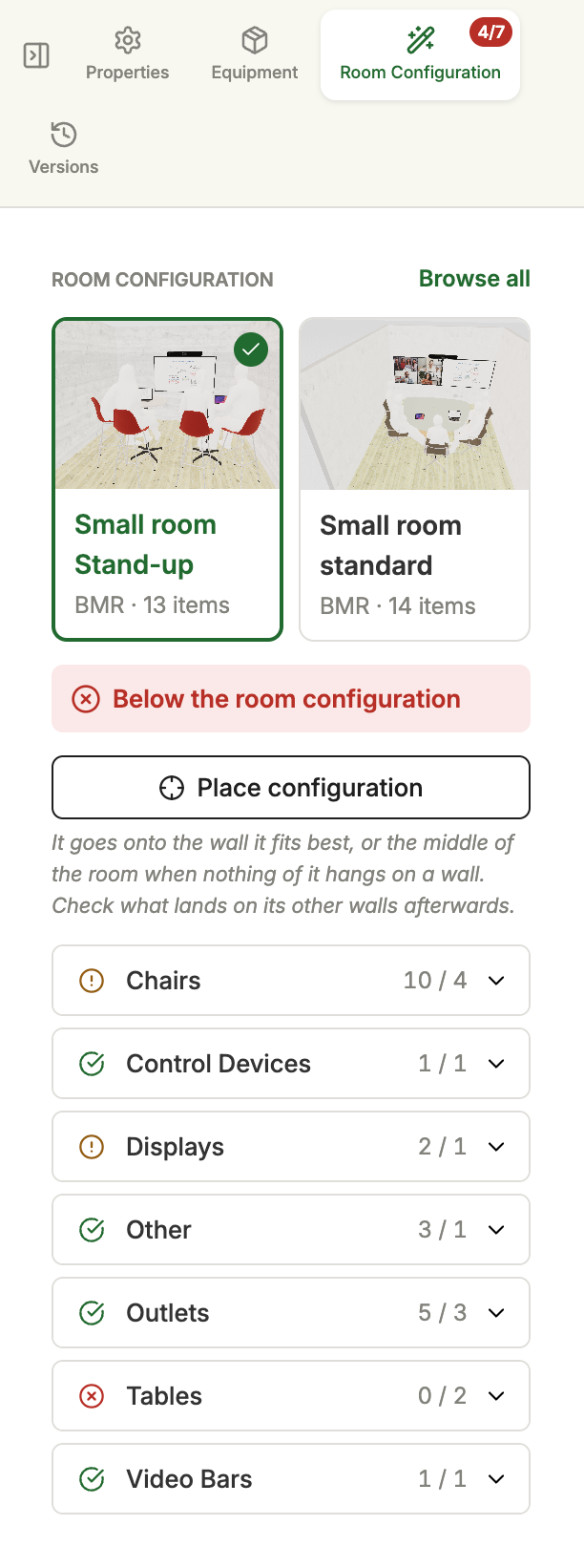 Properties
Equipment
Room Configuration
4/7
Versions
ROOM CONFIGURATION
Browse all
Small room
Stand-up
BMR · 13 items
Small room
standard
BMR · 14 items
Below the room configuration
Place configuration
It goes onto the wall it fits best, or the middle of
the room when nothing of it hangs on a wall.
Check what lands on its other walls afterwards.
Chairs 10 / 4
Control Devices 1 / 1
Displays 2 / 1
Other 3 / 1
Outlets 5 / 3
Tables 0 / 2
Video Bars 1 / 1